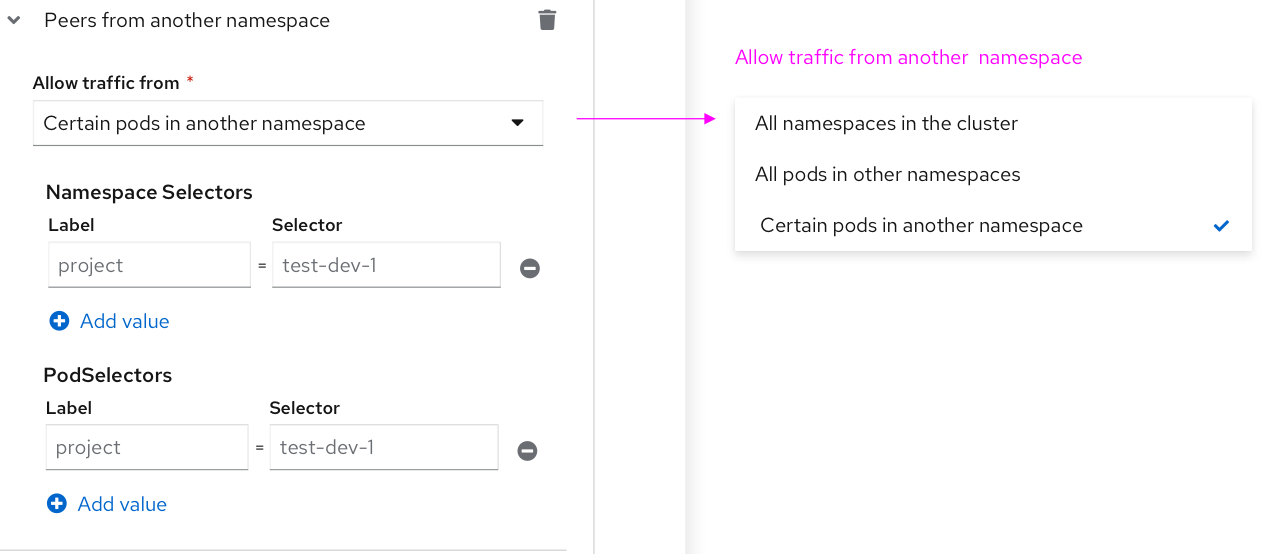 Peers from another namespace
Allow traffic from *
Certain pods in another namespace
Namespace Selectors
Label Selector
project = test-dev-1
Add value
PodSelectors
Label Selector
project = test-dev-1
Add value
Allow traffic from another  namespace
All namespaces in the cluster
All pods in other namespaces
Certain pods in another namespace